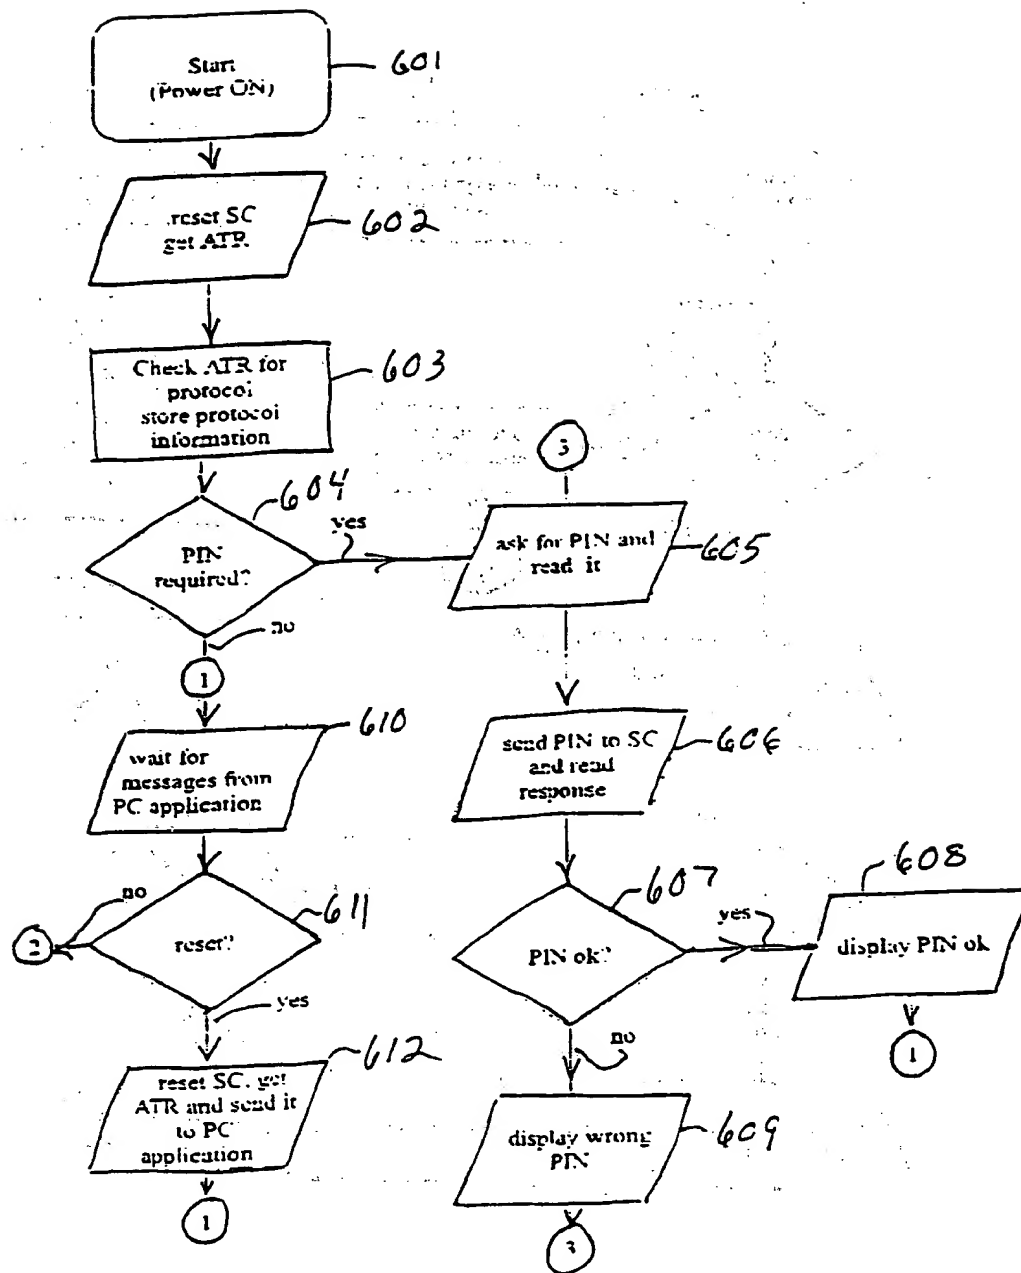 Start
(Power ON)
601
reset SC
get ATR
602
Check ATR for
protocol
store protocol
information
603
3
604
PIN
required?
yes
no
ask for PIN and
read it
605
1
610
wait for
messages from
PC application
send PIN to SC
and read
response
606
no
2
reset?
611
yes
PIN ok?
607
yes
no
608
display PIN ok
1
612
reset SC, get
ATR and send it
to PC
application
1
display wrong
PIN
609
3